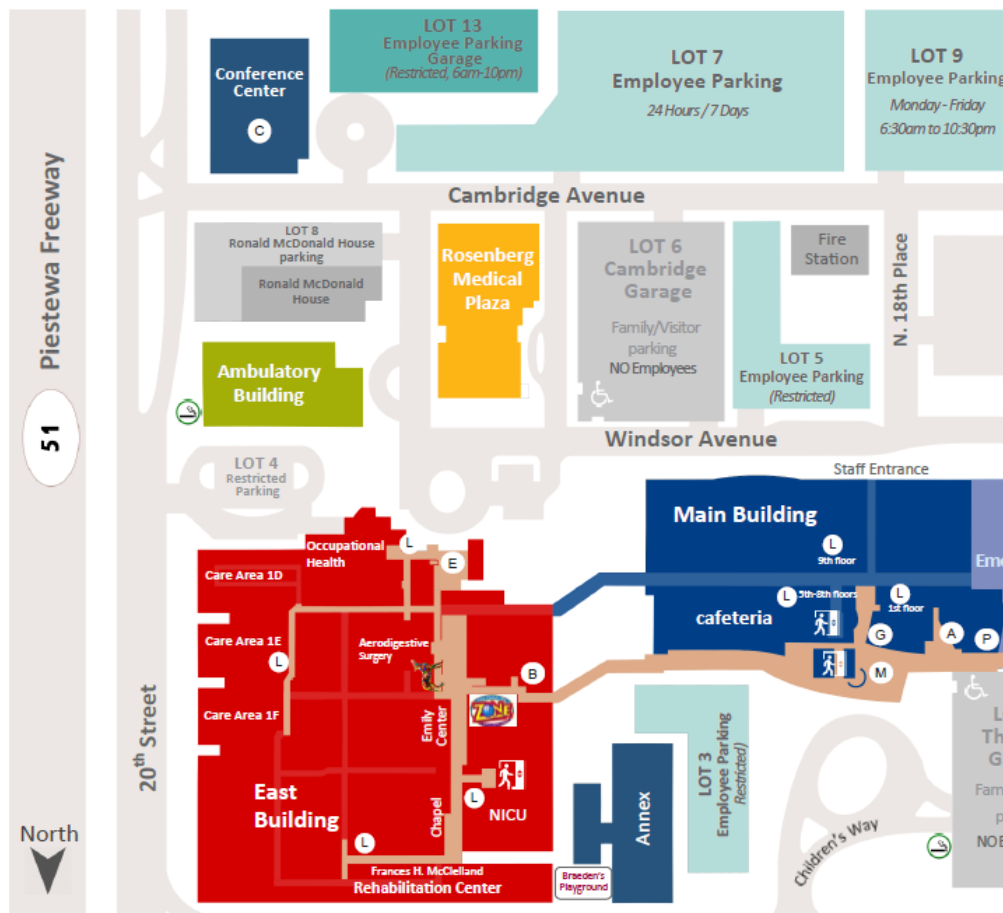 LOT 13
Employee Parking
Garage
(Restricted, 6am-10pm)
LOT 7
Employee Parking
24 Hours / 7 Days
LOT 9
Employee Parking
Monday - Friday
6:30am to 10:30pm
Conference
Center
C
Cambridge Avenue
Piestewa Freeway
51
North
20th Street
LOT 8
Ronald McDonald House
parking
Ronald McDonald
House
Rosenberg
Medical
Plaza
LOT 6
Cambridge
Garage
Family/Visitor
parking
NO Employees
Fire
Station
N. 18th Place
LOT 5
Employee Parking
(Restricted)
Ambulatory
Building
Windsor Avenue
LOT 4
Restricted
Parking
Staff Entrance
Main Building
L
9th floor
Eme
L
5th-8th floors
L
1st floor
cafeteria
G
A
P
M
Occupational
Health
L
E
Care Area 1D
Care Area 1E
L
Aerodigestive
Surgery
Care Area 1F
B
ZONE
Emily
Center
East
Building
Chapel
L
NICU
L
Frances H. McClelland
Rehabilitation Center
Braeden's
Playground
Annex
LOT 3
Employee Parking
Restricted)
Children's Way
L
Th
G
Fam
p
NO E